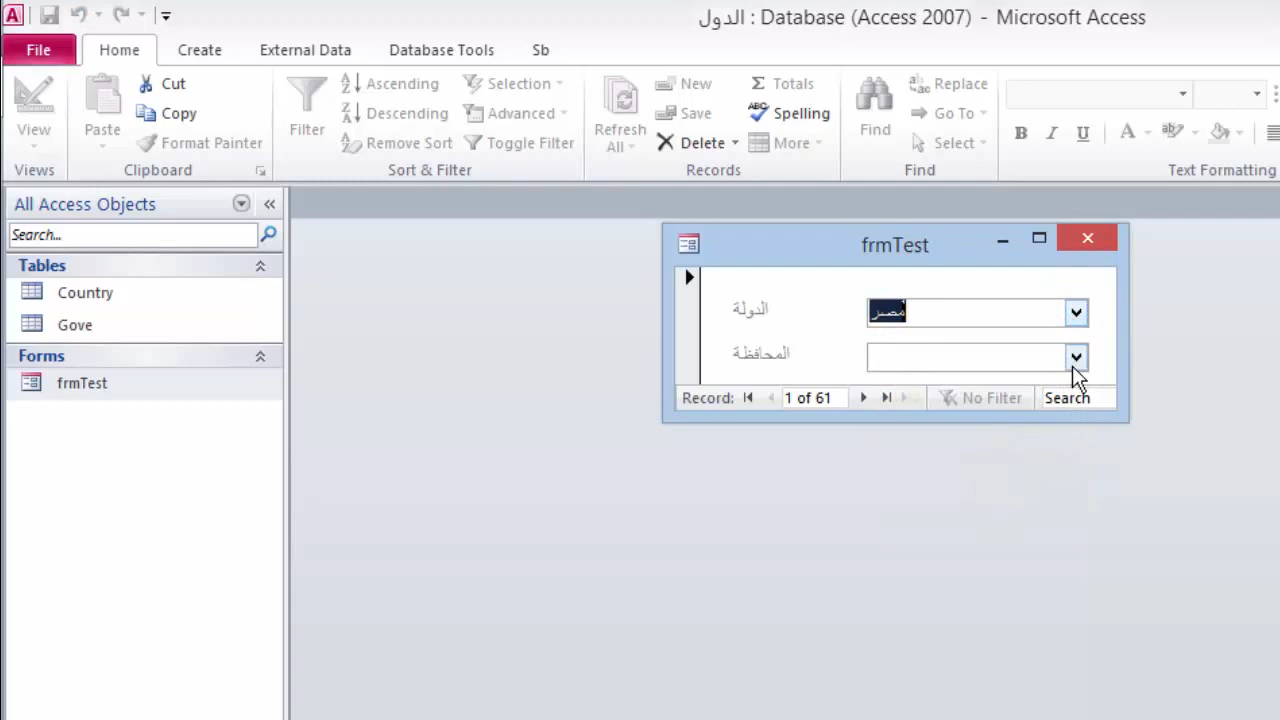 الدول : Database (Access 2007) - Microsoft Access
File Home Create External Data Database Tools Sb
View
Views
Paste
Cut
Copy
Format Painter
Clipboard
Filter
Ascending
Descending
Remove Sort
Selection
Advanced
Toggle Filter
Sort & Filter
Refresh All
New
Save
Delete
Totals
Spelling
More
Records
Find
Replace
Go To
Select
Find
B I U A ab
Text Formatting
All Access Objects
Search...
Tables
Country
Gove
Forms
frmTest
frmTest
الدولة مصر
المحافظة
Record: 1 of 61 No Filter Search